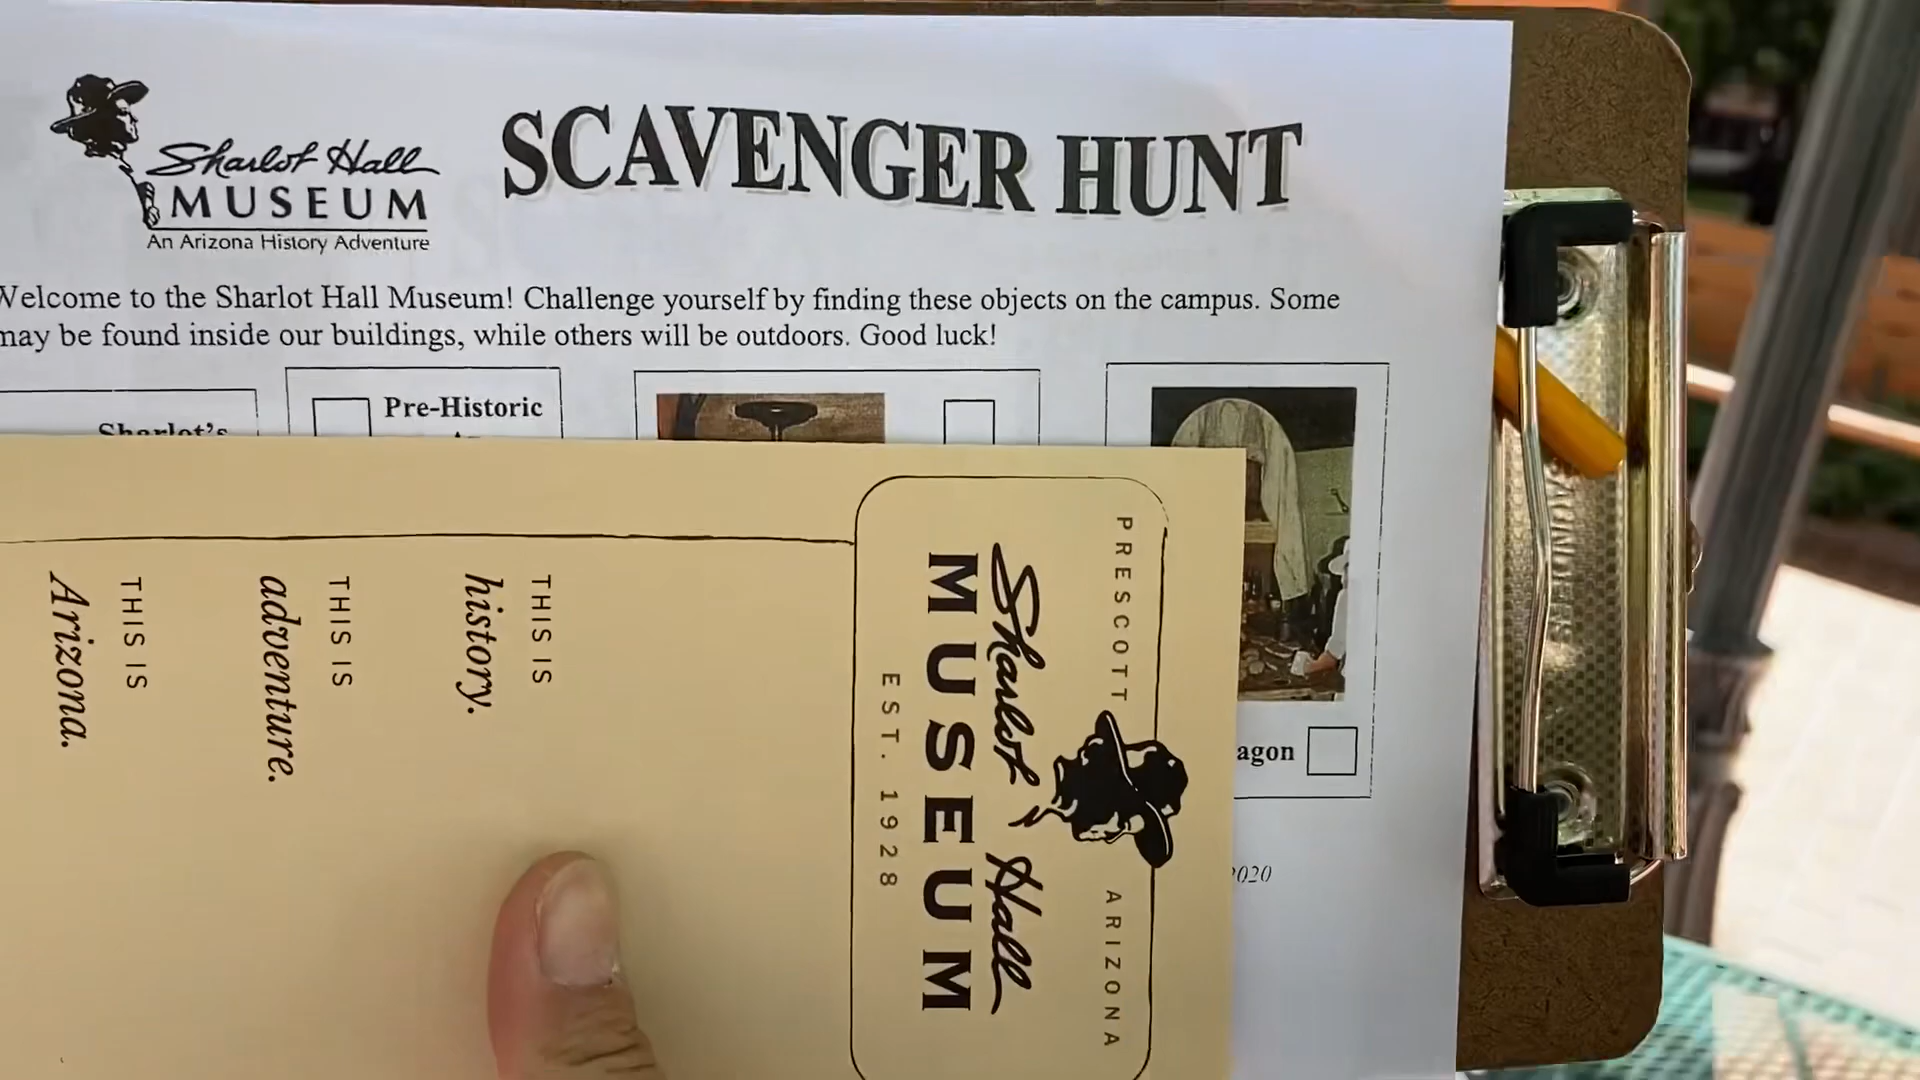 Sharlot Hall
MUSEUM
An Arizona History Adventure
SCAVENGER HUNT
Welcome to the Sharlot Hall Museum! Challenge yourself by finding these objects on the campus. Some
may be found inside our buildings, while others will be outdoors. Good luck!
Sharlot's
Pre-Historic
agon
2020
PRESCOTT ARIZONA
Sharlot Hall
MUSEUM
EST. 1928
THIS IS
history.
THIS IS
adventure.
THIS IS
Arizona.